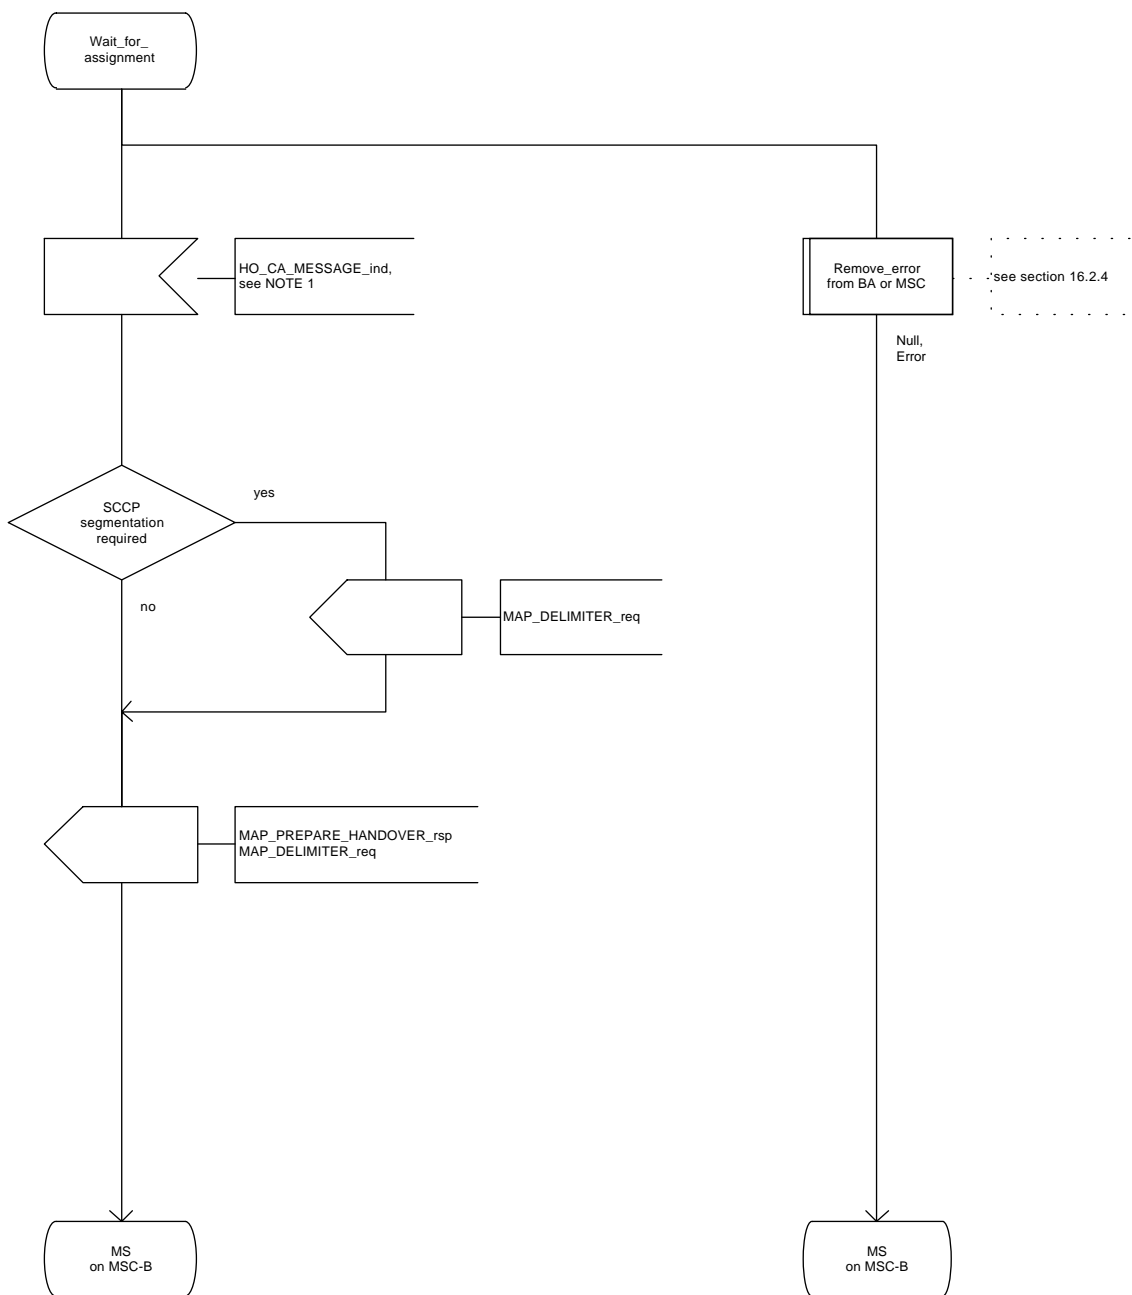 Wait_for_
assignment
HO_CA_MESSAGE_ind,
see NOTE 1
Remove_error
from BA or MSC
see section 16.2.4
Null,
Error
SCCP
segmentation
required
yes
no
MAP_DELIMITER_req
MAP_PREPARE_HANDOVER_rsp
MAP_DELIMITER_req
MS
on MSC-B
MS
on MSC-B